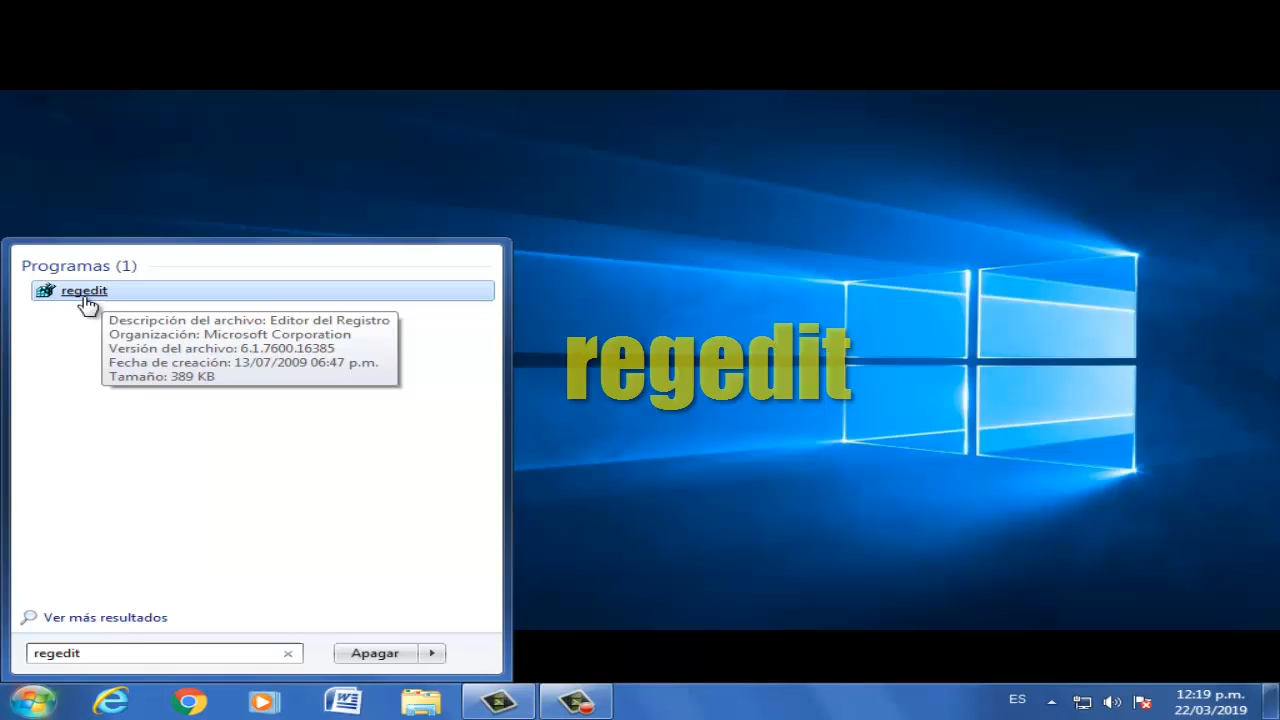 Programas (1)
regedit
Descripción del archivo: Editor del Registro
Organización: Microsoft Corporation
Versión del archivo: 6.1.7600.16385
Fecha de creación: 13/07/2009 06:47 p.m.
Tamaño: 389 KB
regedit
Ver más resultados
regedit
Apagar
ES
12:19 p.m.
22/03/2019